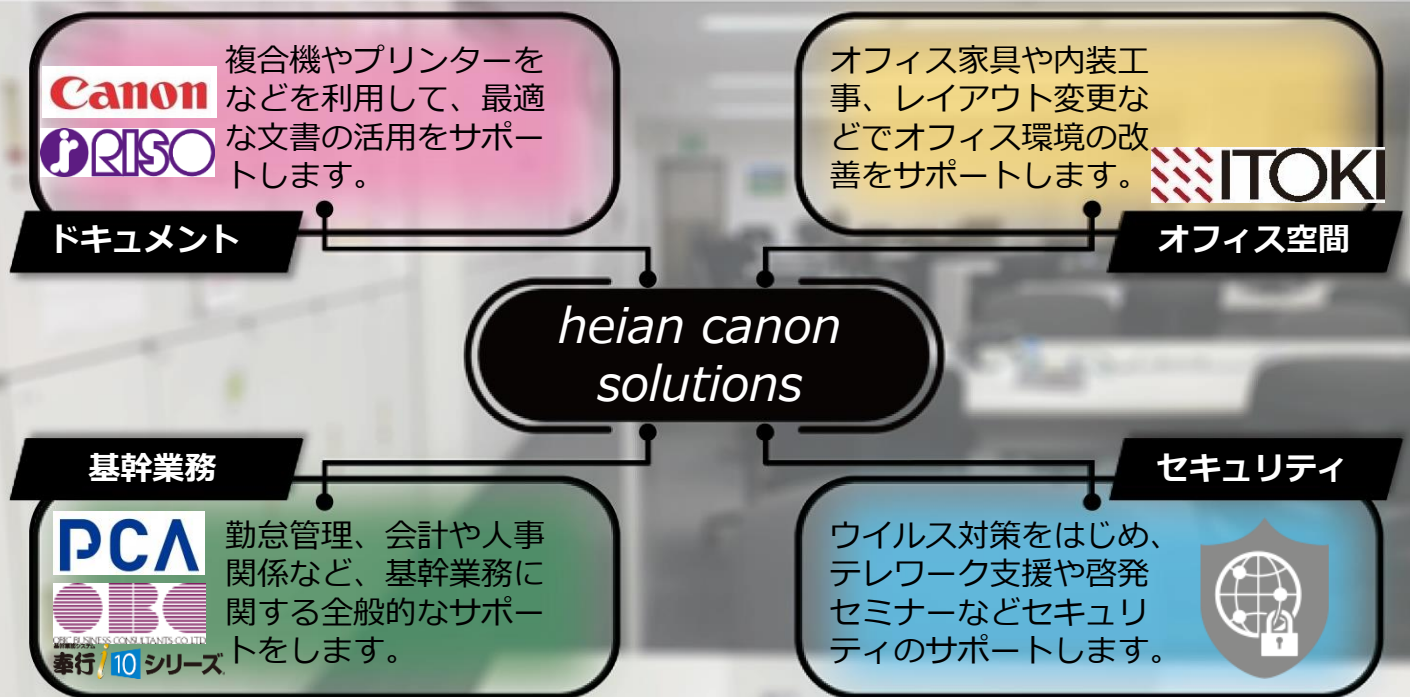 Canon
RISO
複合機やプリンターを
などを利用して、最適
な文書の活用をサポー
トします。
ドキュメント
オフィス家具や内装工
事、レイアウト変更な
どでオフィス環境の改
善をサポートします。
ITOKI
オフィス空間
heian canon
solutions
基幹業務
PCA
OBC
OBIC BUSINESS CONSULTANTS CO.,LTD.
奉行i10シリーズ
勤怠管理、会計や人事
関係など、基幹業務に
関する全般的なサポー
トをします。
セキュリティ
ウイルス対策をはじめ、
テレワーク支援や啓発
セミナーなどセキュリ
ティのサポートします。